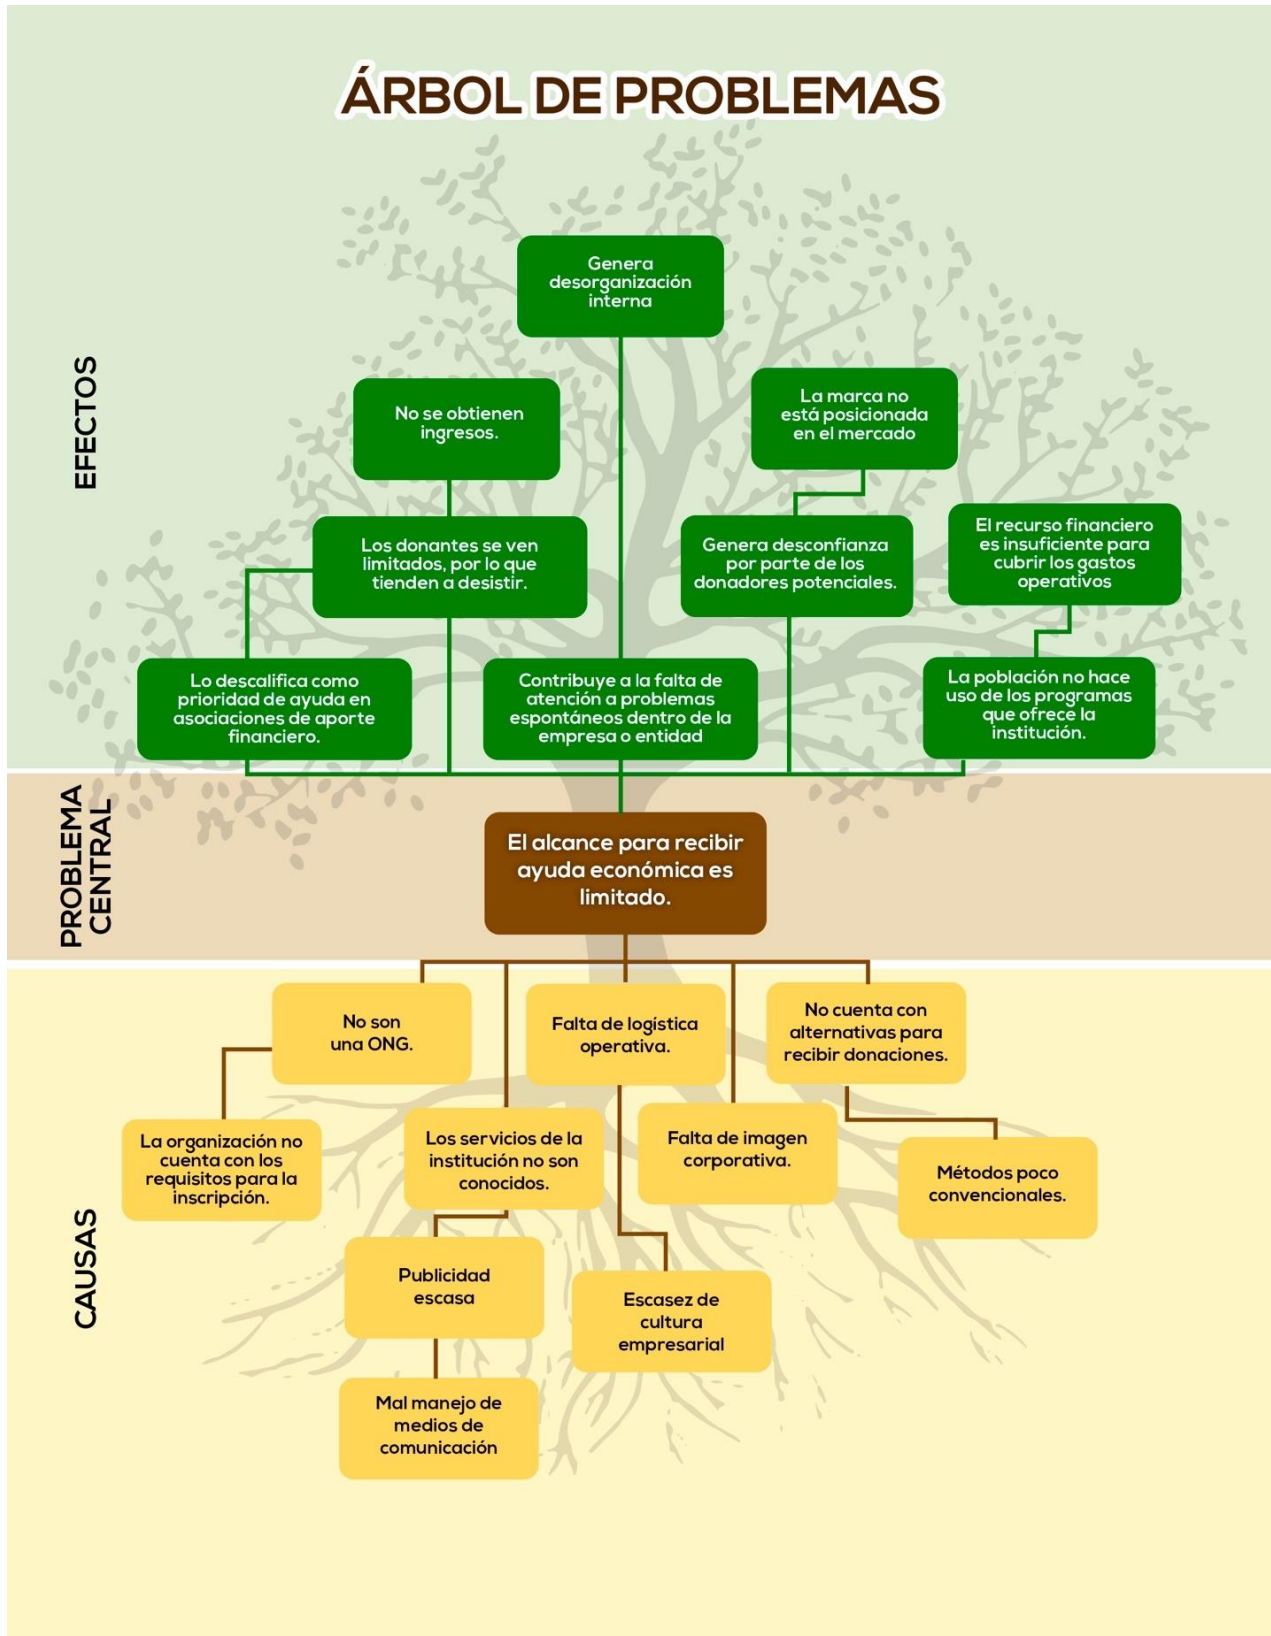 ÁRBOL DE PROBLEMAS
EFECTOS
Genera
desorganización
interna
No se obtienen
ingresos.
La marca no
está posicionada
en el mercado
Los donantes se ven
limitados, por lo que
tienden a desistir.
Genera desconfianza
por parte de los
donadores potenciales.
El recurso financiero
es insuficiente para
cubrir los gastos
operativos
Lo descalifica como
prioridad de ayuda en
asociaciones de aporte
financiero.
Contribuye a la falta de
atención a problemas
espontáneos dentro de la
empresa o entidad
La población no hace
uso de los programas
que ofrece la
institución.
PROBLEMA
CENTRAL
El alcance para recibir
ayuda económica es
limitado.
CAUSAS
No son
una ONG.
Falta de logística
operativa.
No cuenta con
alternativas para
recibir donaciones.
La organización no
cuenta con los
requisitos para la
inscripción.
Los servicios de la
institución no son
conocidos.
Falta de imagen
corporativa.
Métodos poco
convencionales.
Publicidad
escasa
Escasez de
cultura
empresarial
Mal manejo de
medios de
comunicación